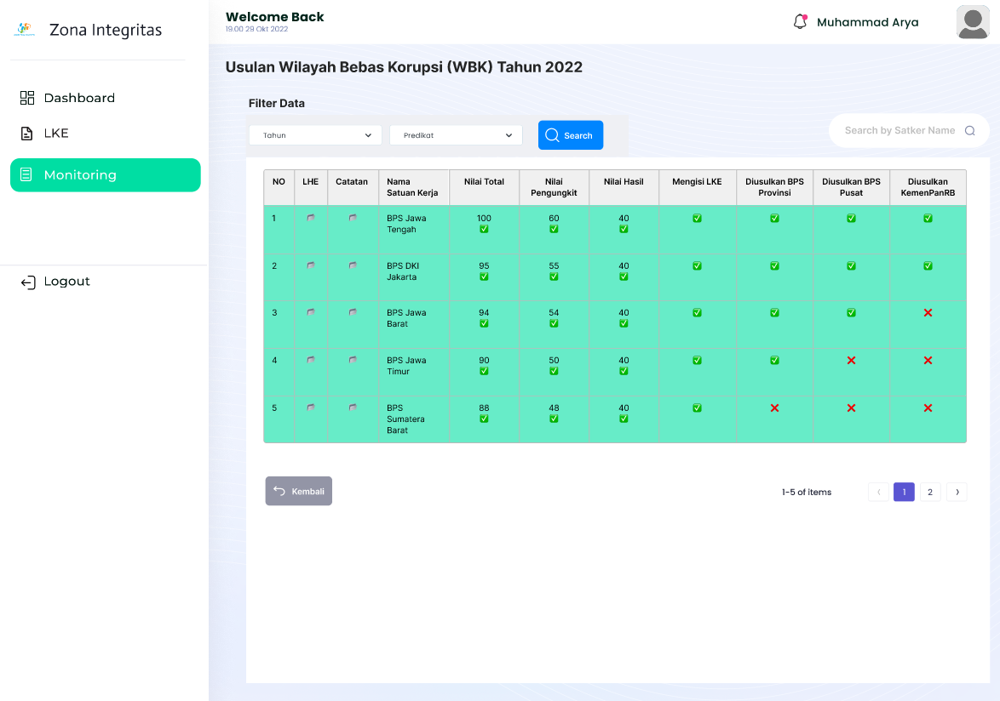 Zona Integritas
Welcome Back
19.00 29 Okt 2022
Muhammad Arya
Dashboard
LKE
Monitoring
Logout
Usulan Wilayah Bebas Korupsi (WBK) Tahun 2022
Filter Data
Tahun
Predikat
Search
Search by Satker Name
NO LHE Catatan Nama Satuan Kerja Nilai Total Nilai Pengungkit Nilai Hasil Mengisi LKE Diusulkan BPS Provinsi Diusulkan BPS Pusat Diusulkan KemenPanRB
1 BPS Jawa Tengah 100 ✅ 60 ✅ 40 ✅ ✅ ✅ ✅ ✅
2 BPS DKI Jakarta 95 ✅ 55 ✅ 40 ✅ ✅ ✅ ✅ ✅
3 BPS Jawa Barat 94 ✅ 54 ✅ 40 ✅ ✅ ✅ ✅ ❌
4 BPS Jawa Timur 90 ✅ 50 ✅ 40 ✅ ✅ ✅ ❌ ❌
5 BPS Sumatera Barat 88 ✅ 48 ✅ 40 ✅ ✅ ❌ ❌ ❌
Kembali
1-5 of items
‹ 1 2 ›